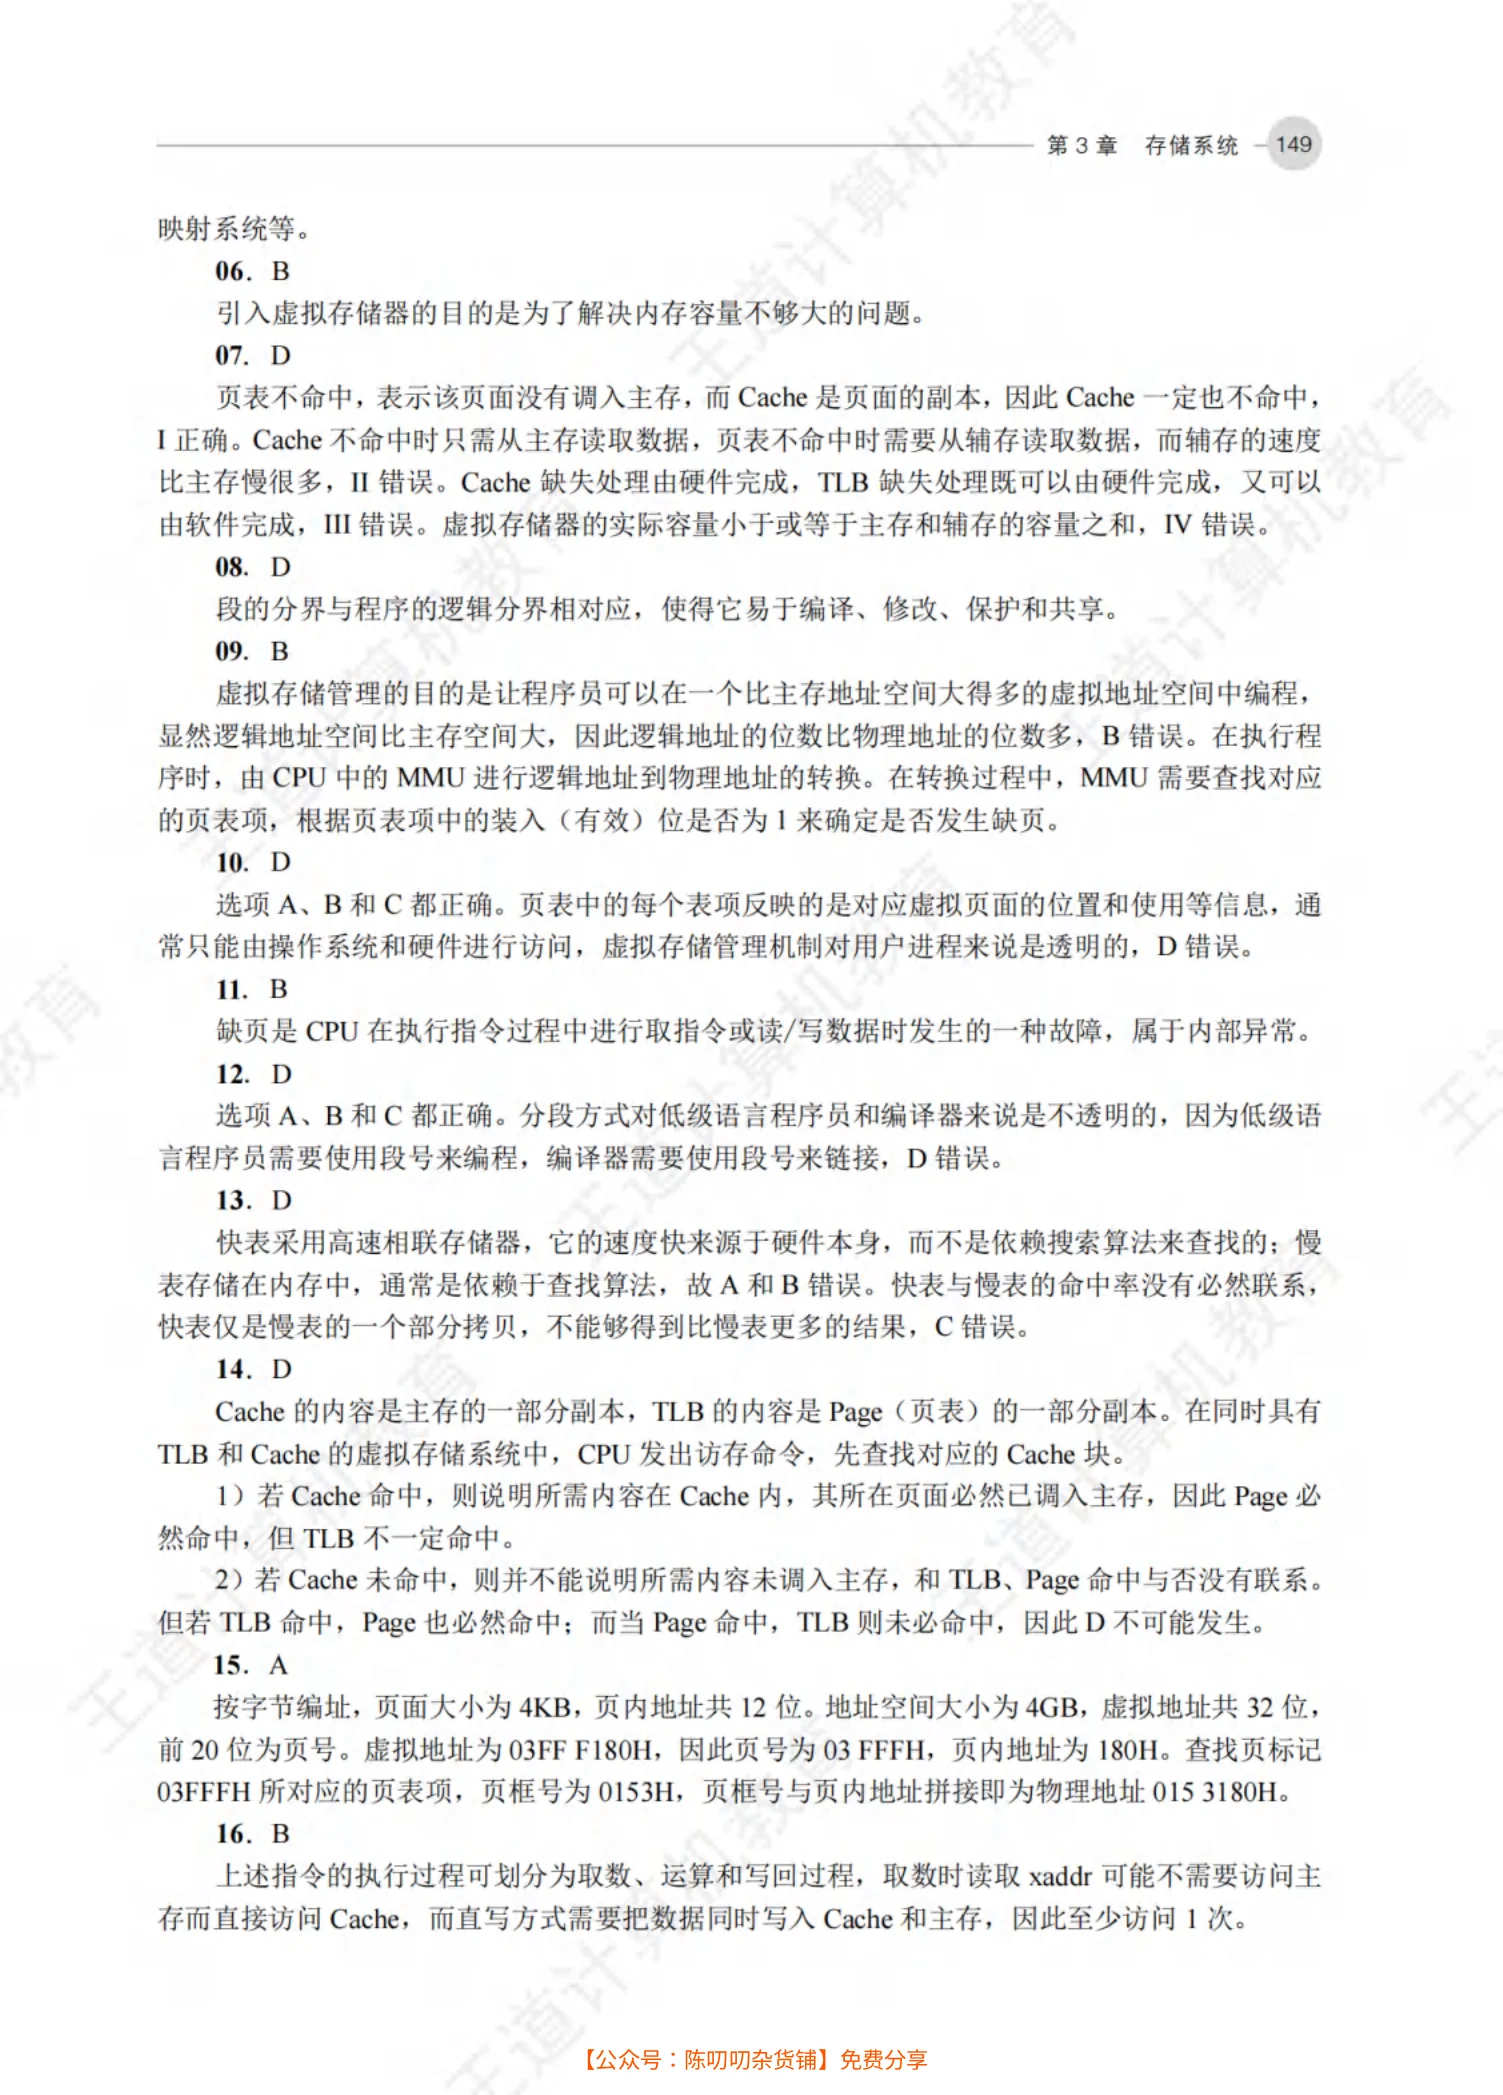 第 3 章　存储系统　149
映射系统等。
06. B
引入虚拟存储器的目的是为了解决内存容量不够大的问题。
07. D
页表不命中，表示该页面没有调入主存，而 Cache 是页面的副本，因此 Cache 一定也不命中，
I 正确。Cache 不命中时只需从主存读取数据，页表不命中时需要从辅存读取数据，而辅存的速度
比主存慢很多，II 错误。Cache 缺失处理由硬件完成，TLB 缺失处理既可以由硬件完成，又可以
由软件完成，III 错误。虚拟存储器的实际容量小于或等于主存和辅存的容量之和，IV 错误。
08. D
段的分界与程序的逻辑分界相对应，使得它易于编译、修改、保护和共享。
09. B
虚拟存储管理的目的是让程序员可以在一个比主存地址空间大得多的虚拟地址空间中编程，
显然逻辑地址空间比主存空间大，因此逻辑地址的位数比物理地址的位数多，B 错误。在执行程
序时，由 CPU 中的 MMU 进行逻辑地址到物理地址的转换。在转换过程中，MMU 需要查找对应
的页表项，根据页表项中的装入（有效）位是否为 1 来确定是否发生缺页。
10. D
选项 A、B 和 C 都正确。页表中的每个表项反映的是对应虚拟页面的位置和使用等信息，通
常只能由操作系统和硬件进行访问，虚拟存储管理机制对用户进程来说是透明的，D 错误。
11. B
缺页是 CPU 在执行指令过程中进行取指令或读/写数据时发生的一种故障，属于内部异常。
12. D
选项 A、B 和 C 都正确。分段方式对低级语言程序员和编译器来说是不透明的，因为低级语
言程序员需要使用段号来编程，编译器需要使用段号来链接，D 错误。
13. D
快表采用高速相联存储器，它的速度快来源于硬件本身，而不是依赖搜索算法来查找的；慢
表存储在内存中，通常是依赖于查找算法，故 A 和 B 错误。快表与慢表的命中率没有必然联系，
快表仅是慢表的一个部分拷贝，不能够得到比慢表更多的结果，C 错误。
14. D
Cache 的内容是主存的一部分副本，TLB 的内容是 Page（页表）的一部分副本。在同时具有
TLB 和 Cache 的虚拟存储系统中，CPU 发出访存命令，先查找对应的 Cache 块。
1）若 Cache 命中，则说明所需内容在 Cache 内，其所在页面必然已调入主存，因此 Page 必
然命中，但 TLB 不一定命中。
2）若 Cache 未命中，则并不能说明所需内容未调入主存，和 TLB、Page 命中与否没有联系。
但若 TLB 命中，Page 也必然命中；而当 Page 命中，TLB 则未必命中，因此 D 不可能发生。
15. A
按字节编址，页面大小为 4KB，页内地址共 12 位。地址空间大小为 4GB，虚拟地址共 32 位，
前 20 位为页号。虚拟地址为 03FF F180H，因此页号为 03 FFFH，页内地址为 180H。查找页标记
03FFFH 所对应的页表项，页框号为 0153H，页框号与页内地址拼接即为物理地址 015 3180H。
16. B
上述指令的执行过程可划分为取数、运算和写回过程，取数时读取 xaddr 可能不需要访问主
存而直接访问 Cache，而直写方式需要把数据同时写入 Cache 和主存，因此至少访问 1 次。
【公众号：陈叨叨杂货铺】免费分享
王道计算机教育